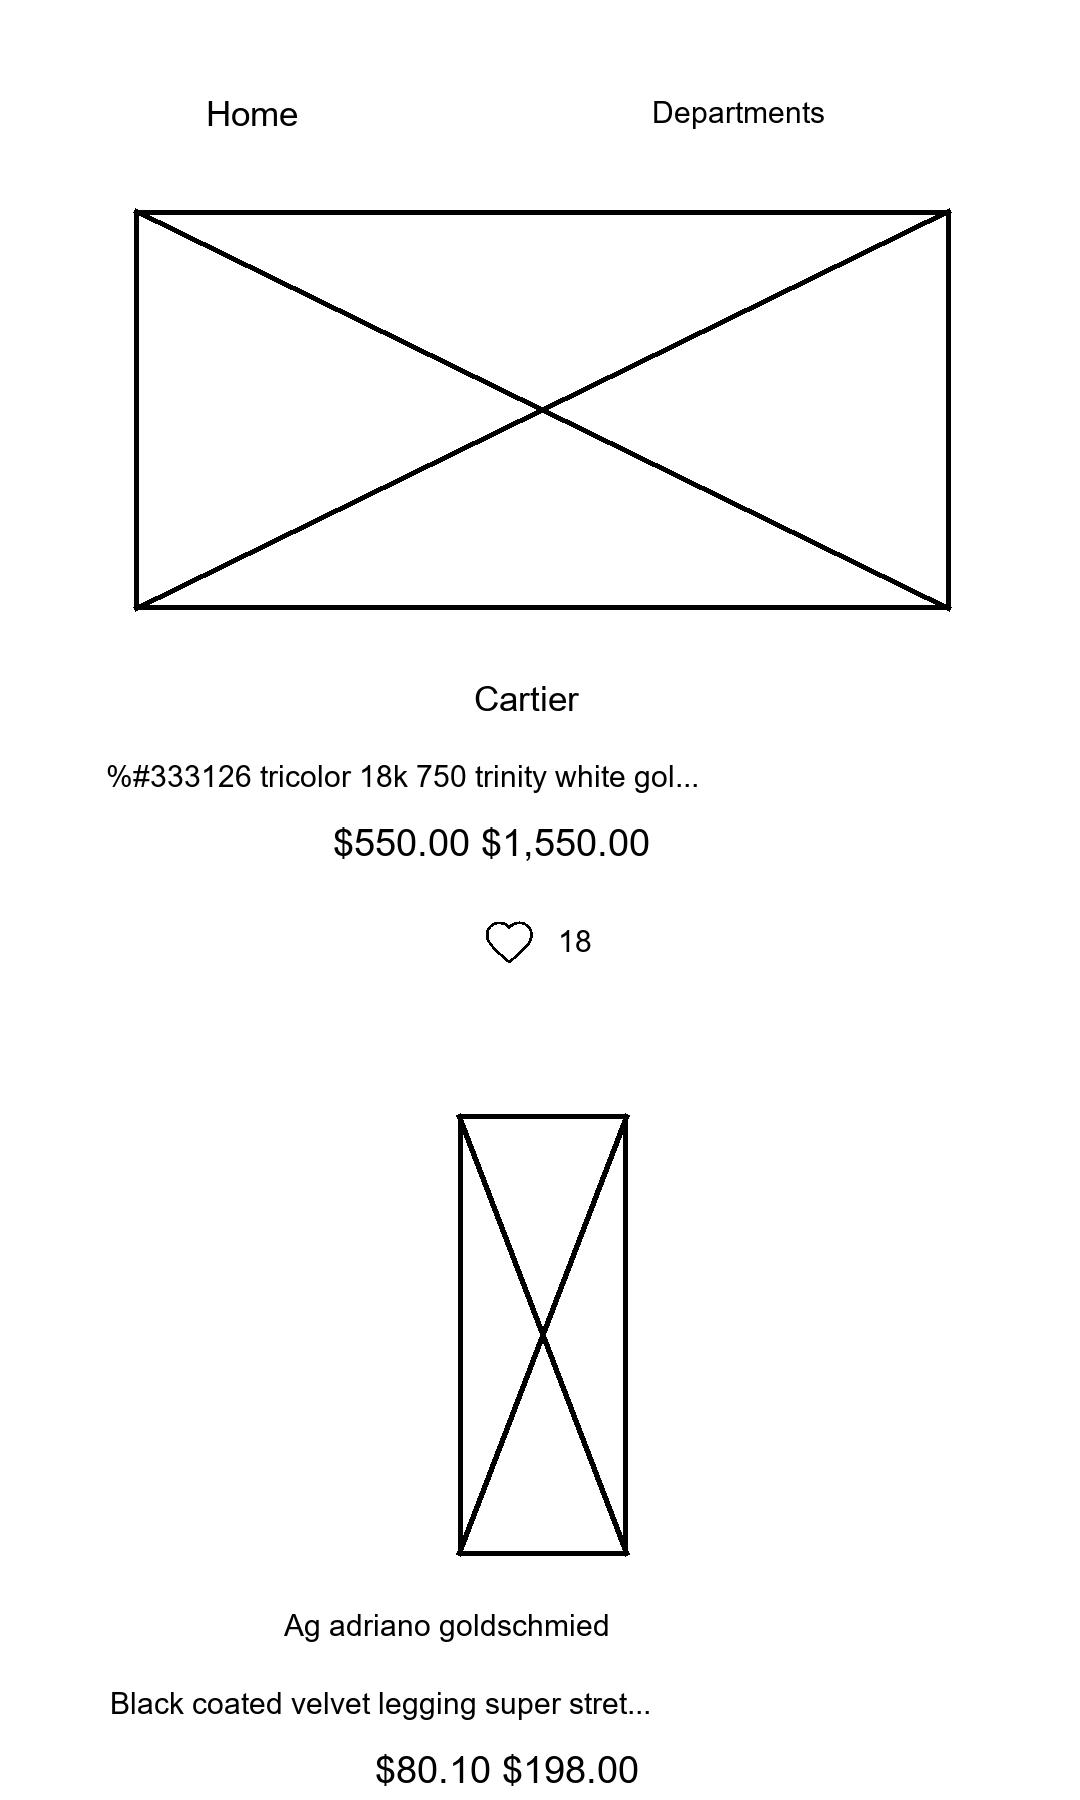 Home Departments
Cartier
%#333126 tricolor 18k 750 trinity white gol...
$550.00 $1,550.00
18
Ag adriano goldschmied
Black coated velvet legging super stret...
$80.10 $198.00